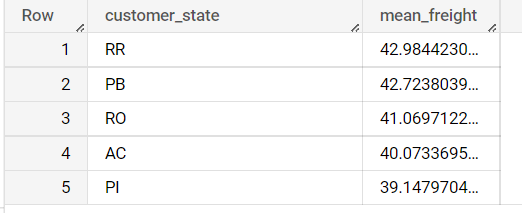 Row customer_state mean_freight
1 RR 42.9844230...
2 PB 42.7238039...
3 RO 41.0697122...
4 AC 40.0733695...
5 PI 39.1479704...